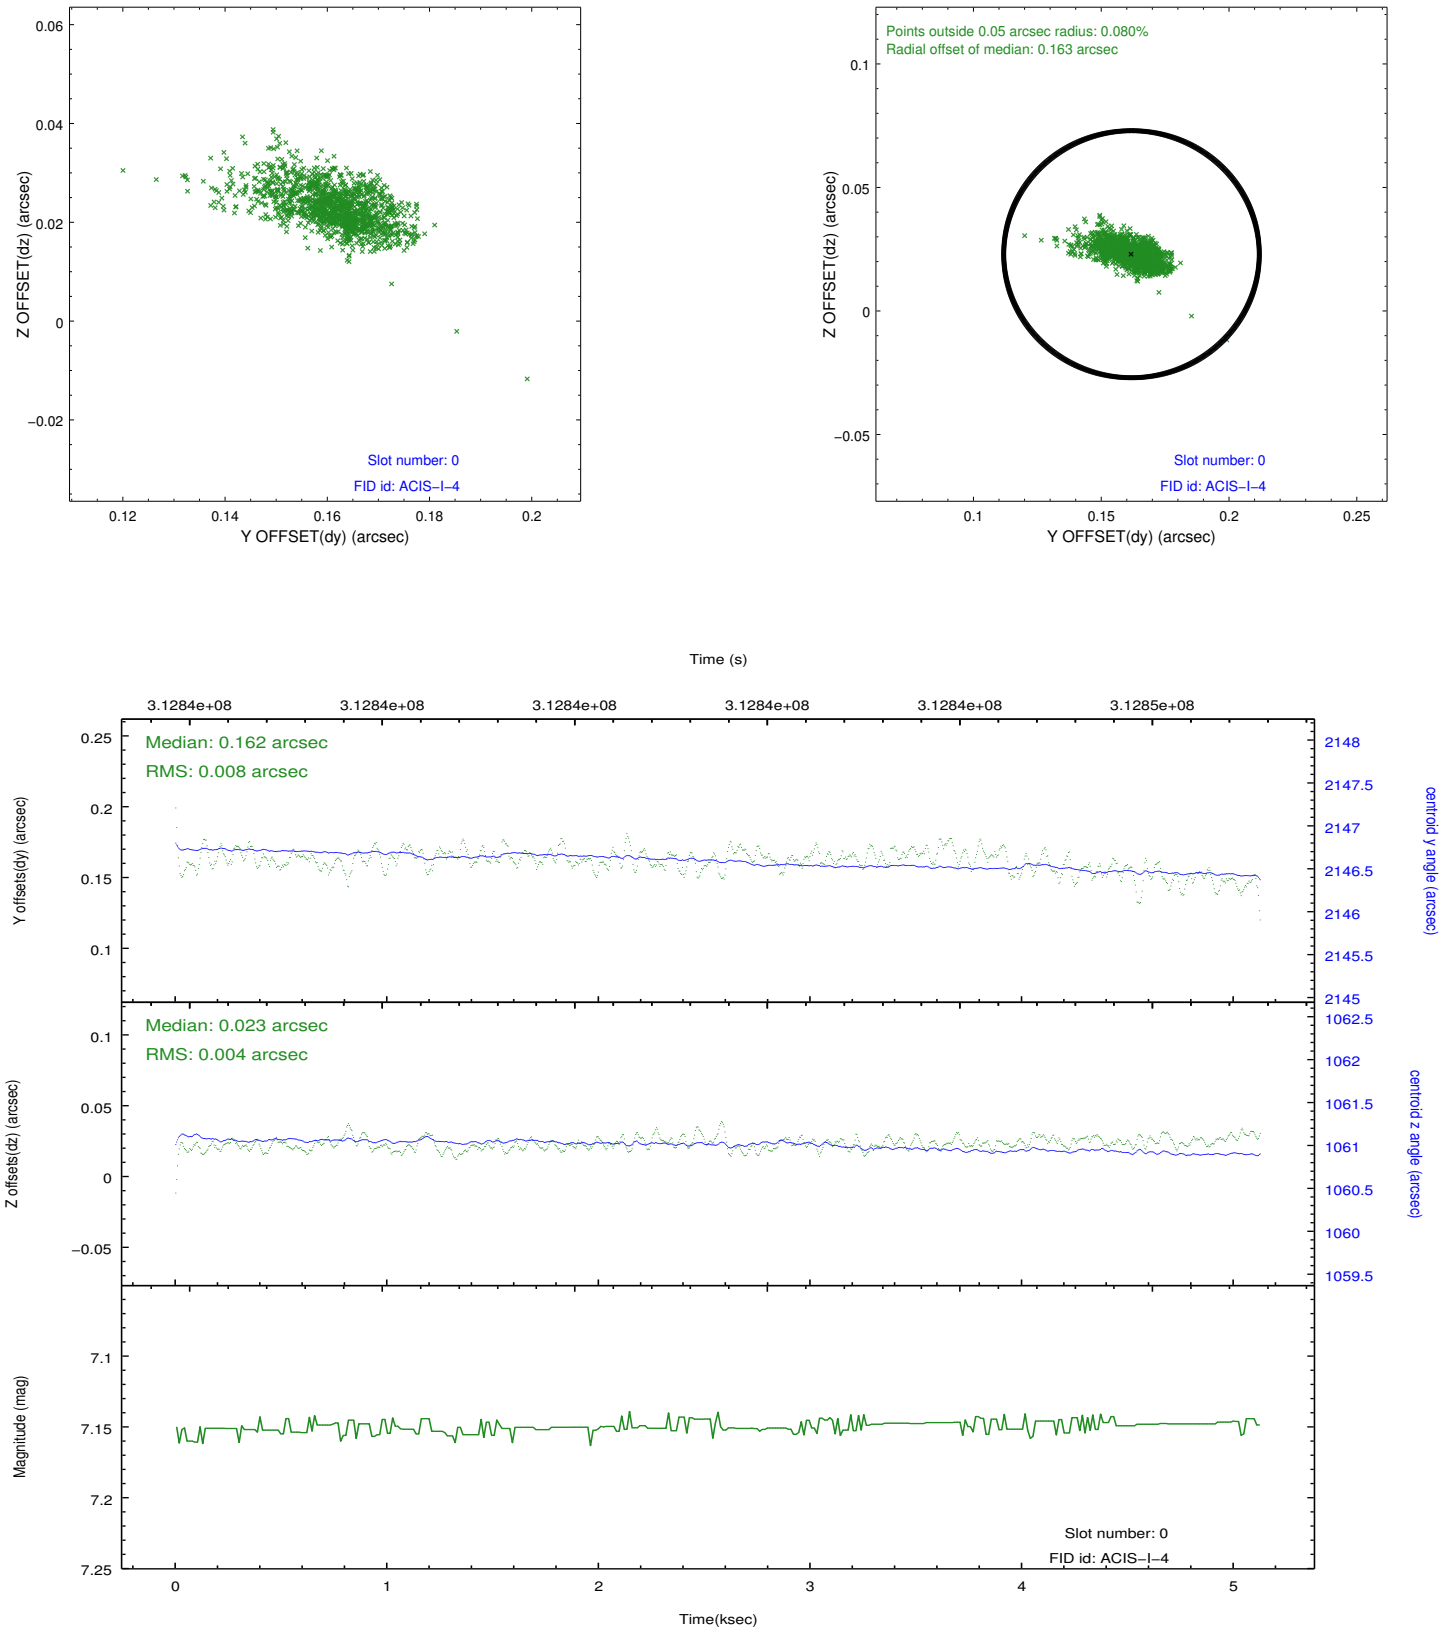 0.06
0.04
0.02
0
−0.02
Z OFFSET(dz) (arcsec)
Slot number: 0
FID id: ACIS−I−4
0.12 0.14 0.16 0.18 0.2
Y OFFSET(dy) (arcsec)
Points outside 0.05 arcsec radius: 0.080%
Radial offset of median: 0.163 arcsec
0.1
0.05
0
−0.05
Z OFFSET(dz) (arcsec)
Slot number: 0
FID id: ACIS−I−4
0.1 0.15 0.2 0.25
Y OFFSET(dy) (arcsec)
Time (s)
3.1284e+08 3.1284e+08 3.1284e+08 3.1284e+08 3.1284e+08 3.1285e+08
Median: 0.162 arcsec
RMS: 0.008 arcsec
0.25
0.2
0.15
0.1
Y offsets(dy) (arcsec)
2148
2147.5
2147
2146.5
2146
2145.5
2145
centroid y angle (arcsec)
Median: 0.023 arcsec
RMS: 0.004 arcsec
0.1
0.05
0
−0.05
Z offsets(dz) (arcsec)
1062.5
1062
1061.5
1061
1060.5
1060
1059.5
centroid z angle (arcsec)
7.1
7.15
7.2
7.25
Magnitude (mag)
Slot number: 0
FID id: ACIS−I−4
0 1 2 3 4 5
Time(ksec)